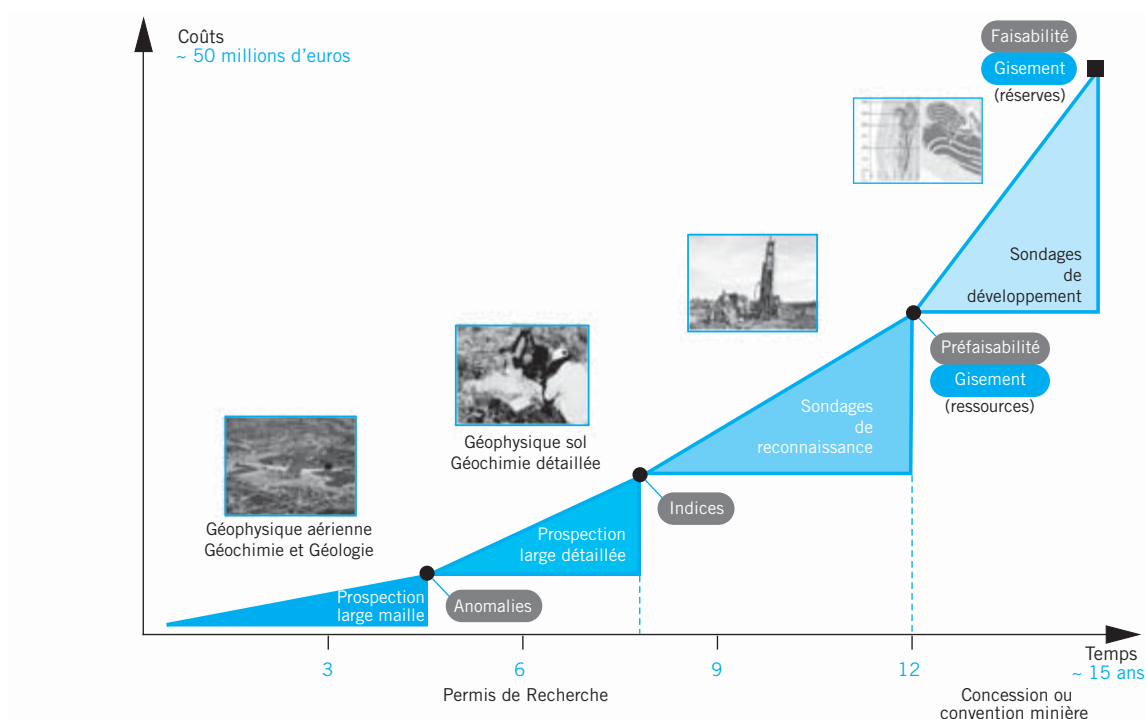 Coûts
~ 50 millions d'euros
Faisabilité
Gisement
(réserves)
Sondages
de
développement
Préfaisabilité
Gisement
(ressources)
Sondages
de
reconnaissance
Géophysique sol
Géochimie détaillée
Indices
Géophysique aérienne
Géochimie et Géologie
Prospection
large détaillée
Prospection
large maille
Anomalies
3
6
9
12
Temps
~ 15 ans
Permis de Recherche
Concession ou
convention minière